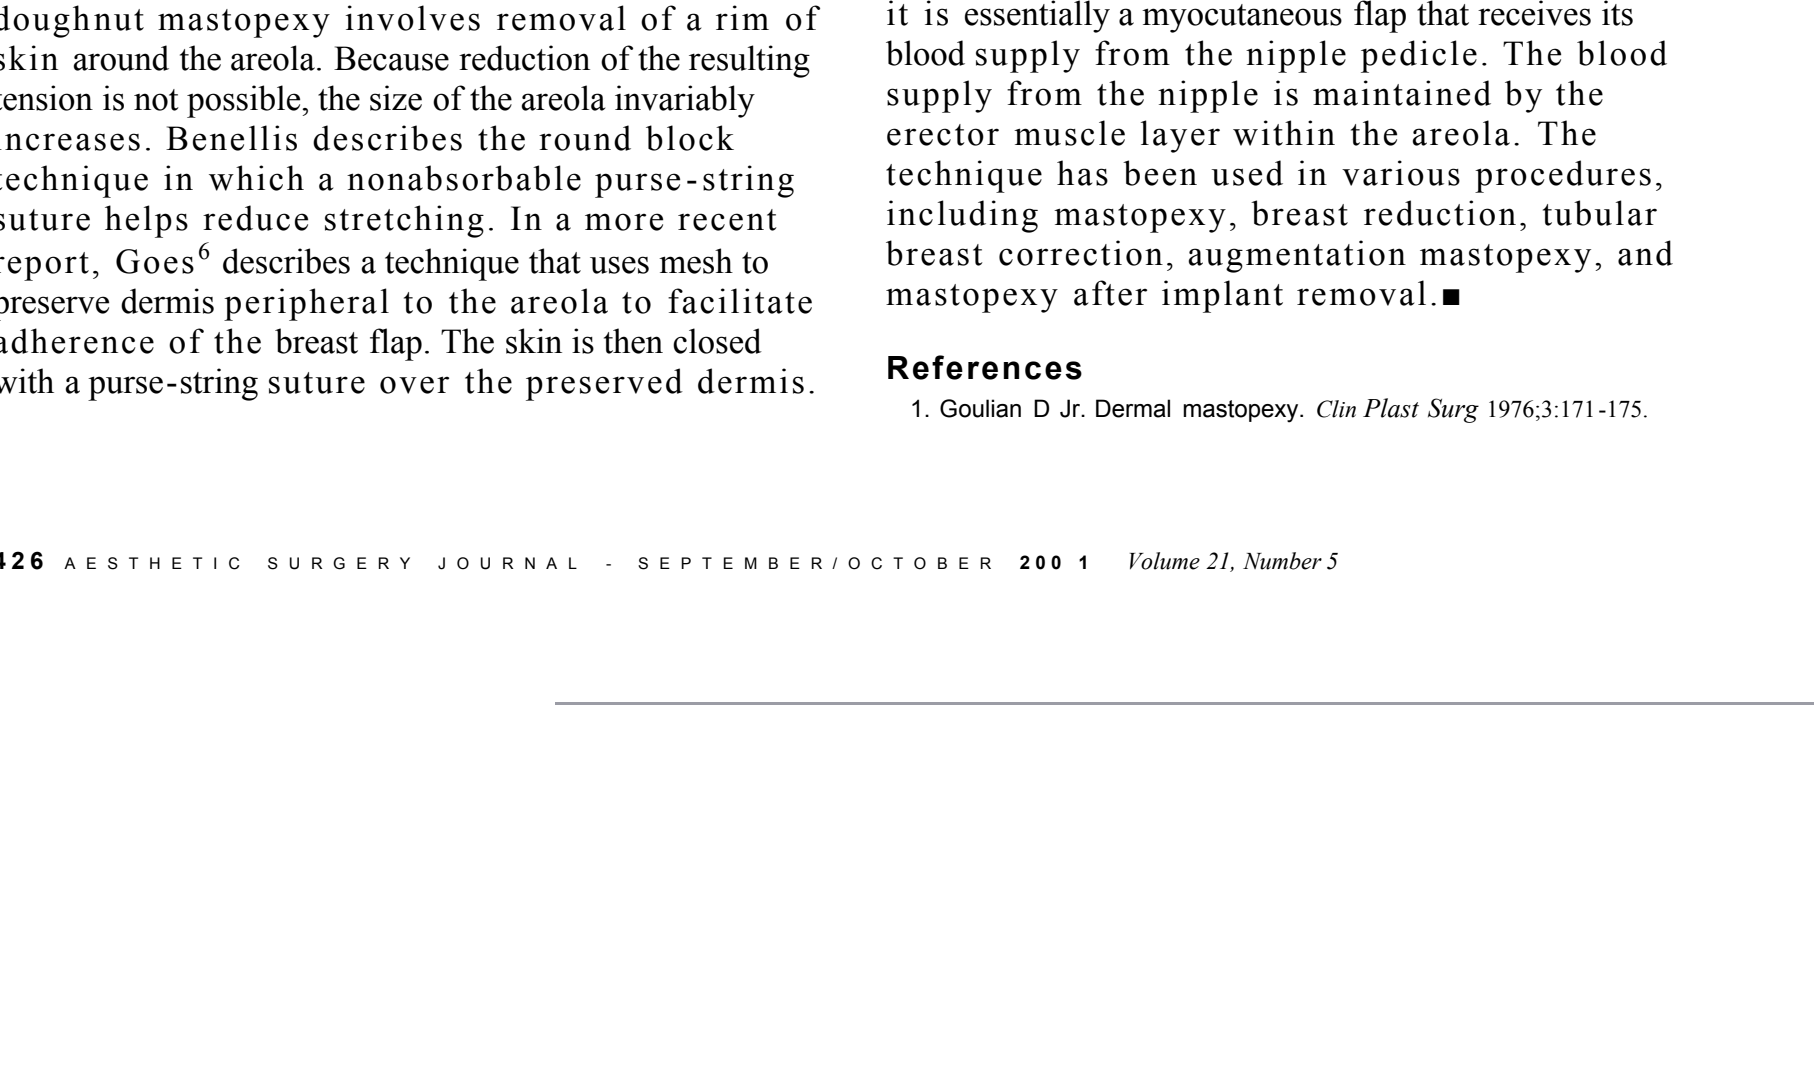 doughnut mastopexy involves removal of a rim of
skin around the areola. Because reduction of the resulting
tension is not possible, the size of the areola invariably
increases. Benellis describes the round block
technique in which a nonabsorbable purse-string
suture helps reduce stretching. In a more recent
report, Goes6 describes a technique that uses mesh to
preserve dermis peripheral to the areola to facilitate
adherence of the breast flap. The skin is then closed
with a purse-string suture over the preserved dermis.
it is essentially a myocutaneous flap that receives its
blood supply from the nipple pedicle. The blood
supply from the nipple is maintained by the
erector muscle layer within the areola. The
technique has been used in various procedures,
including mastopexy, breast reduction, tubular
breast correction, augmentation mastopexy, and
mastopexy after implant removal.■
References
1. Goulian D Jr. Dermal mastopexy. Clin Plast Surg 1976;3:171-175.
426 AESTHETIC SURGERY JOURNAL - SEPTEMBER/OCTOBER 200 1 Volume 21, Number 5